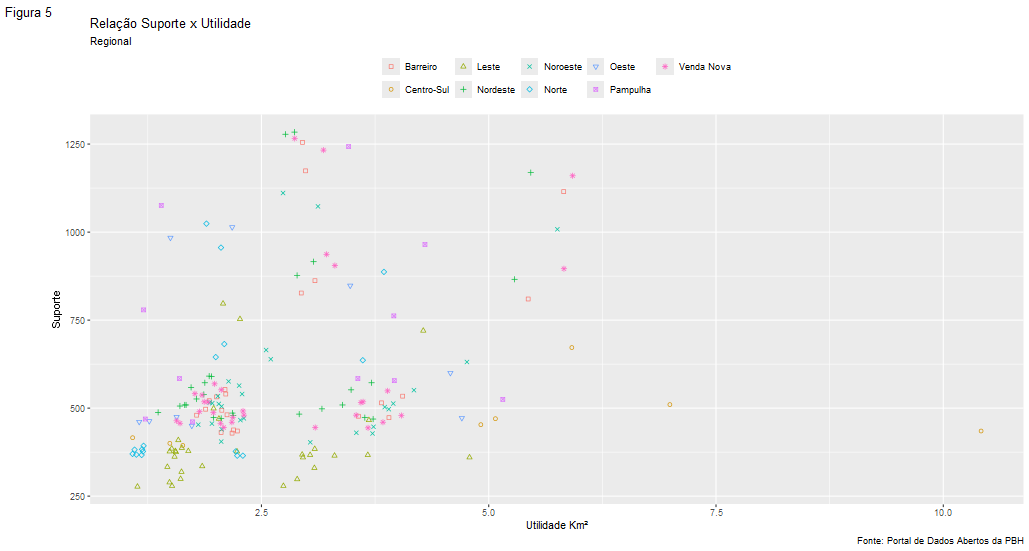 Figura 5
Relação Suporte x Utilidade
Regional
Barreiro Leste Noroeste Oeste Venda Nova
Centro-Sul Nordeste Norte Pampulha
1250
1000
750
500
250
Suporte
2.5 5.0 7.5 10.0
Utilidade Km²
Fonte: Portal de Dados Abertos da PBH